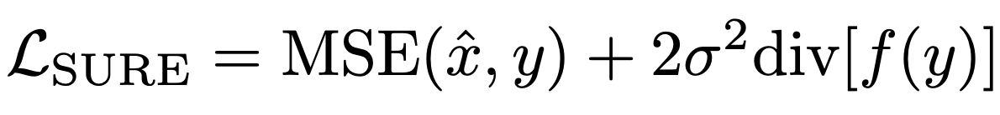 ℒ_SURE = MSE(x̂, y) + 2σ²div[f(y)]